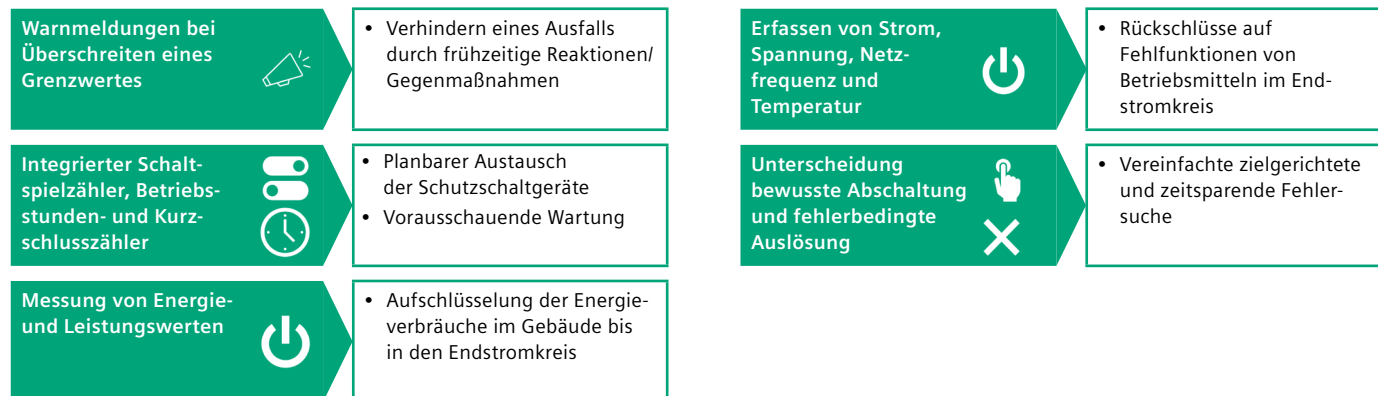 Warnmeldungen bei
Überschreiten eines
Grenzwertes
• Verhindern eines Ausfalls
durch frühzeitige Reaktionen/
Gegenmaßnahmen
Integrierter Schalt-
spielzähler, Betriebs-
stunden- und Kurz-
schlusszähler
• Planbarer Austausch
der Schutzschaltgeräte
• Vorausschauende Wartung
Messung von Energie-
und Leistungswerten
• Aufschlüsselung der Energie-
verbräuche im Gebäude bis
in den Endstromkreis
Erfassen von Strom,
Spannung, Netz-
frequenz und
Temperatur
• Rückschlüsse auf
Fehlfunktionen von
Betriebsmitteln im End-
stromkreis
Unterscheidung
bewusste Abschaltung
und fehlerbedingte
Auslösung
• Vereinfachte zielgerichtete
und zeitsparende Fehler-
suche